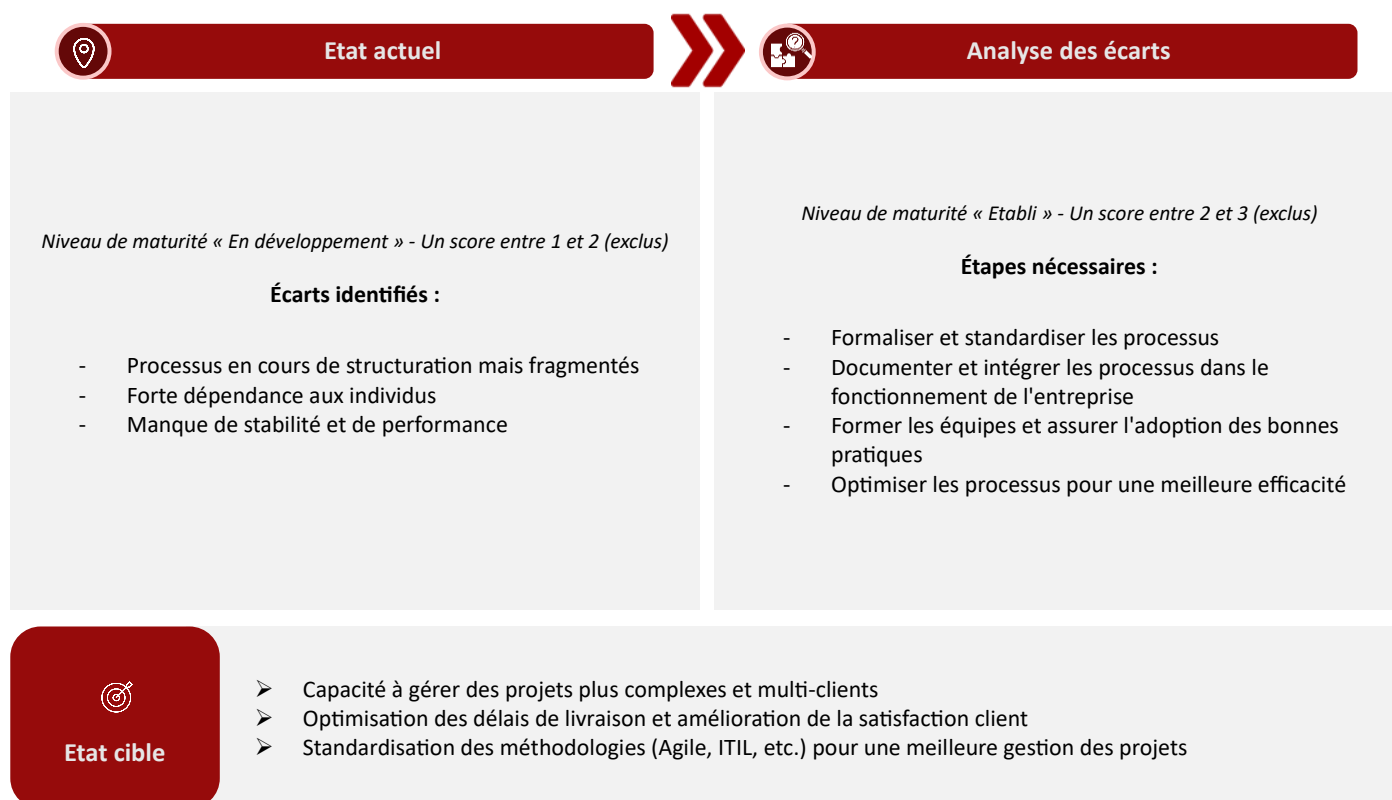 Etat actuel
Analyse des écarts
Niveau de maturité « En développement » - Un score entre 1 et 2 (exclus)
Écarts identifiés :
- Processus en cours de structuration mais fragmentés
- Forte dépendance aux individus
- Manque de stabilité et de performance
Niveau de maturité « Etabli » - Un score entre 2 et 3 (exclus)
Étapes nécessaires :
- Formaliser et standardiser les processus
- Documenter et intégrer les processus dans le
fonctionnement de l'entreprise
- Former les équipes et assurer l'adoption des bonnes
pratiques
- Optimiser les processus pour une meilleure efficacité
Etat cible
➢ Capacité à gérer des projets plus complexes et multi-clients
➢ Optimisation des délais de livraison et amélioration de la satisfaction client
➢ Standardisation des méthodologies (Agile, ITIL, etc.) pour une meilleure gestion des projets